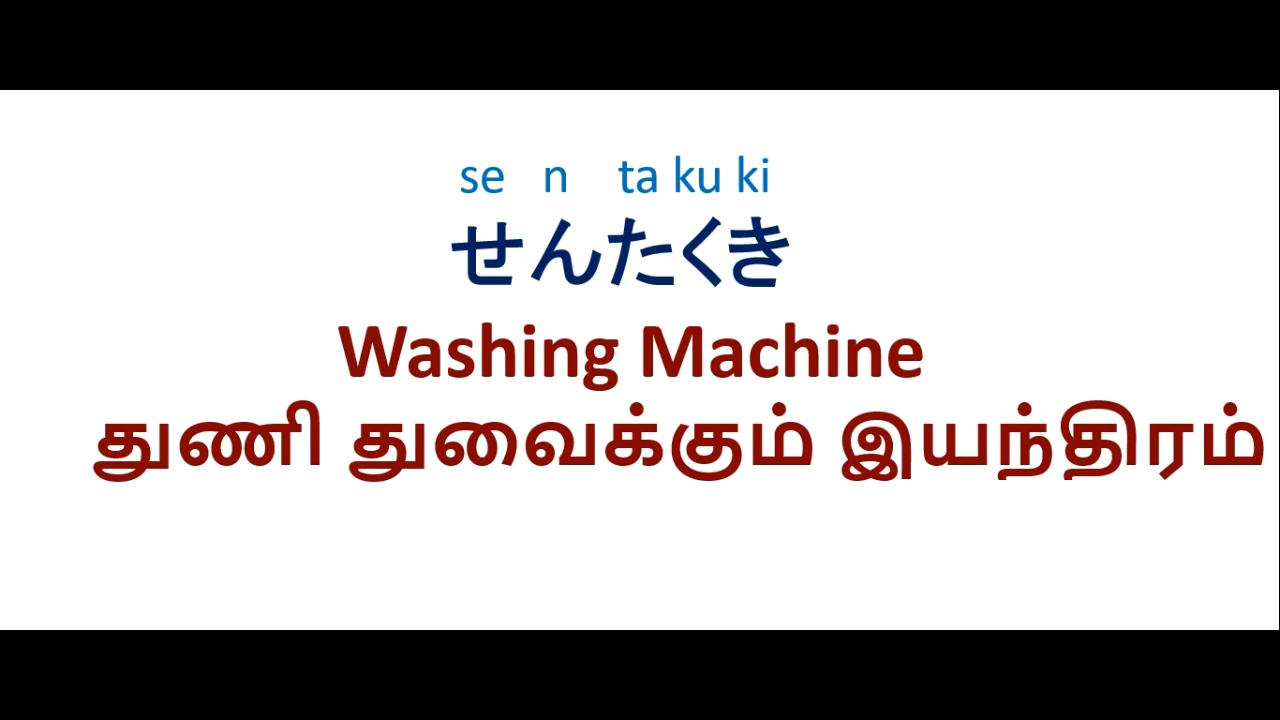 se n ta ku ki
せんたくき
Washing Machine
துணி துவைக்கும் இயந்திரம்